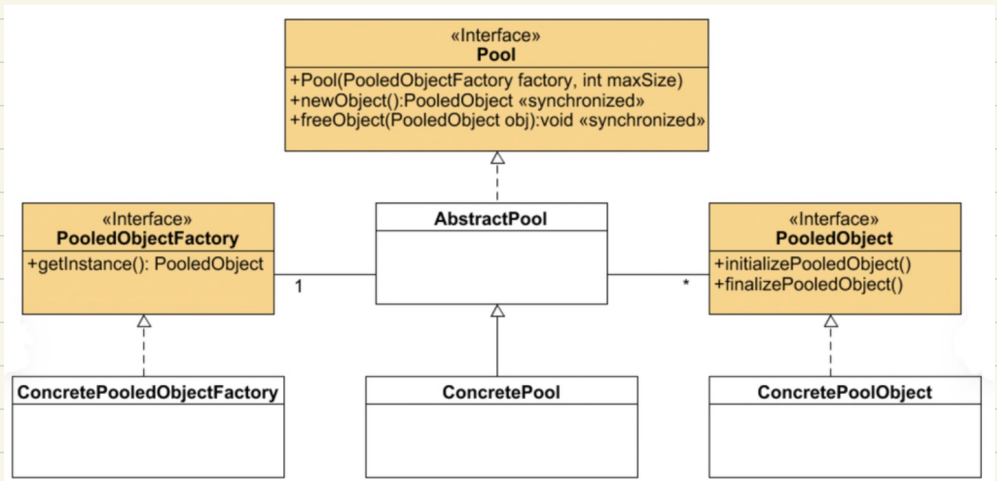 «Interface»
Pool
+Pool(PooledObjectFactory factory, int maxSize)
+newObject():PooledObject «synchronized»
+freeObject(PooledObject obj):void «synchronized»
«Interface»
PooledObjectFactory
+getInstance(): PooledObject
1
AbstractPool
*
«Interface»
PooledObject
+initializePooledObject()
+finalizePooledObject()
ConcretePooledObjectFactory
ConcretePool
ConcretePoolObject